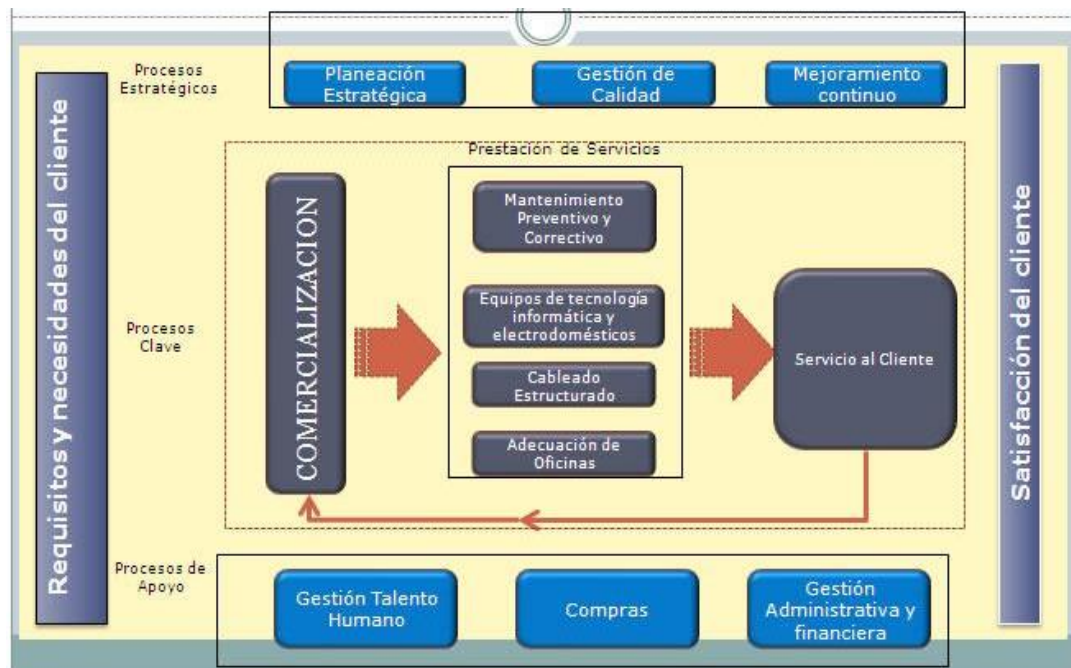 Procesos
Estratégicos
Planeación
Estratégica
Gestión de
Calidad
Mejoramiento
continuo
Requisitos y necesidades del cliente
Prestación de Servicios
Procesos
Clave
COMERCIALIZACION
Mantenimiento
Preventivo y
Correctivo
Equipos de tecnología
informática y
electrodomésticos
Cableado
Estructurado
Adecuación de
Oficinas
Servicio al Cliente
Satisfacción del cliente
Procesos de
Apoyo
Gestión Talento
Humano
Compras
Gestión
Administrativa y
financiera